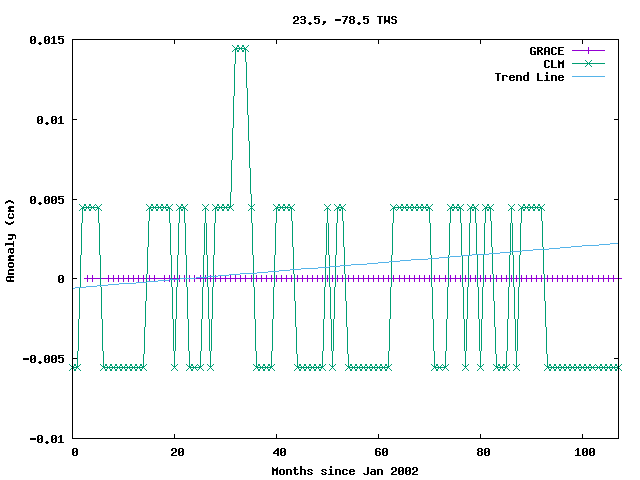 23.5, -78.5 TWS
GRACE
CLM
Trend Line
0.015
0.01
0.005
0
-0.005
-0.01
Anomaly (cm)
0 20 40 60 80 100
Months since Jan 2002